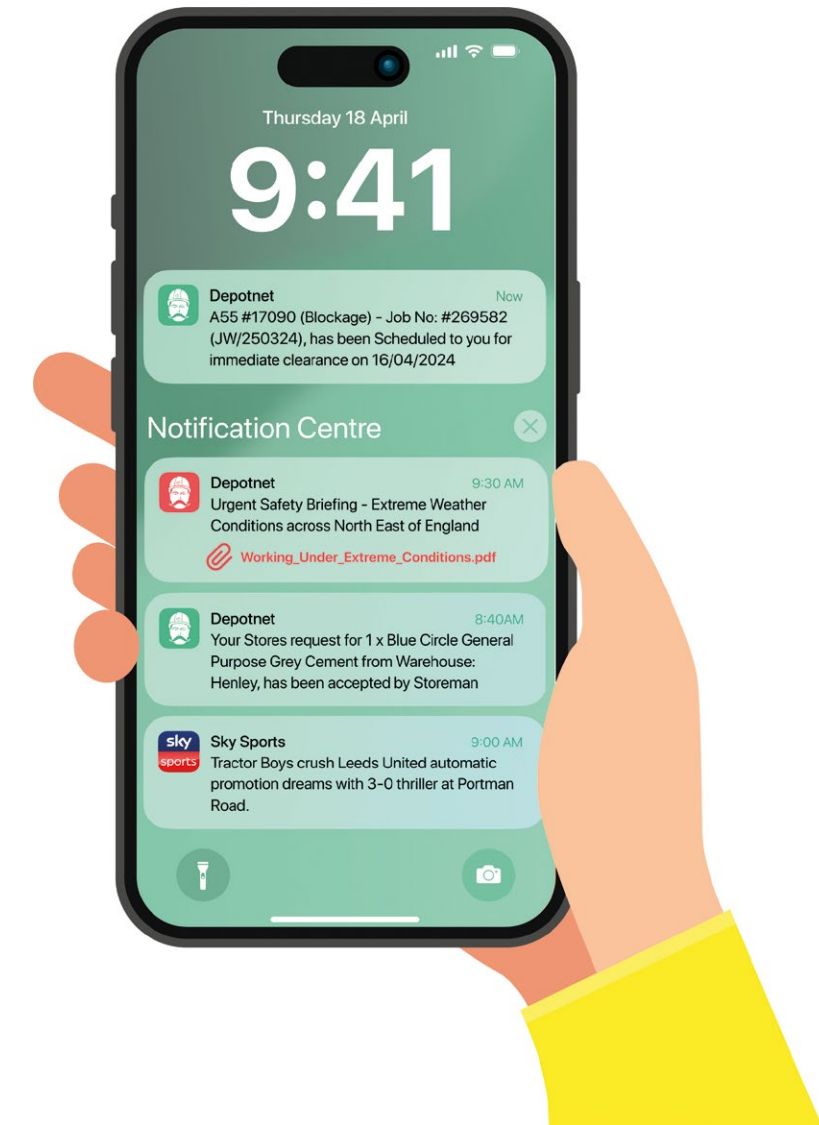 Thursday 18 April
9:41
Depotnet
Now
A55 #17090 (Blockage) - Job No: #269582
(JW/250324), has been Scheduled to you for
immediate clearance on 16/04/2024
Notification Centre
Depotnet
9:30 AM
Urgent Safety Briefing - Extreme Weather
Conditions across North East of England
Working_Under_Extreme_Conditions.pdf
Depotnet
8:40AM
Your Stores request for 1 x Blue Circle General
Purpose Grey Cement from Warehouse:
Henley, has been accepted by Storeman
sky
sports
Sky Sports
9:00 AM
Tractor Boys crush Leeds United automatic
promotion dreams with 3-0 thriller at Portman
Road.